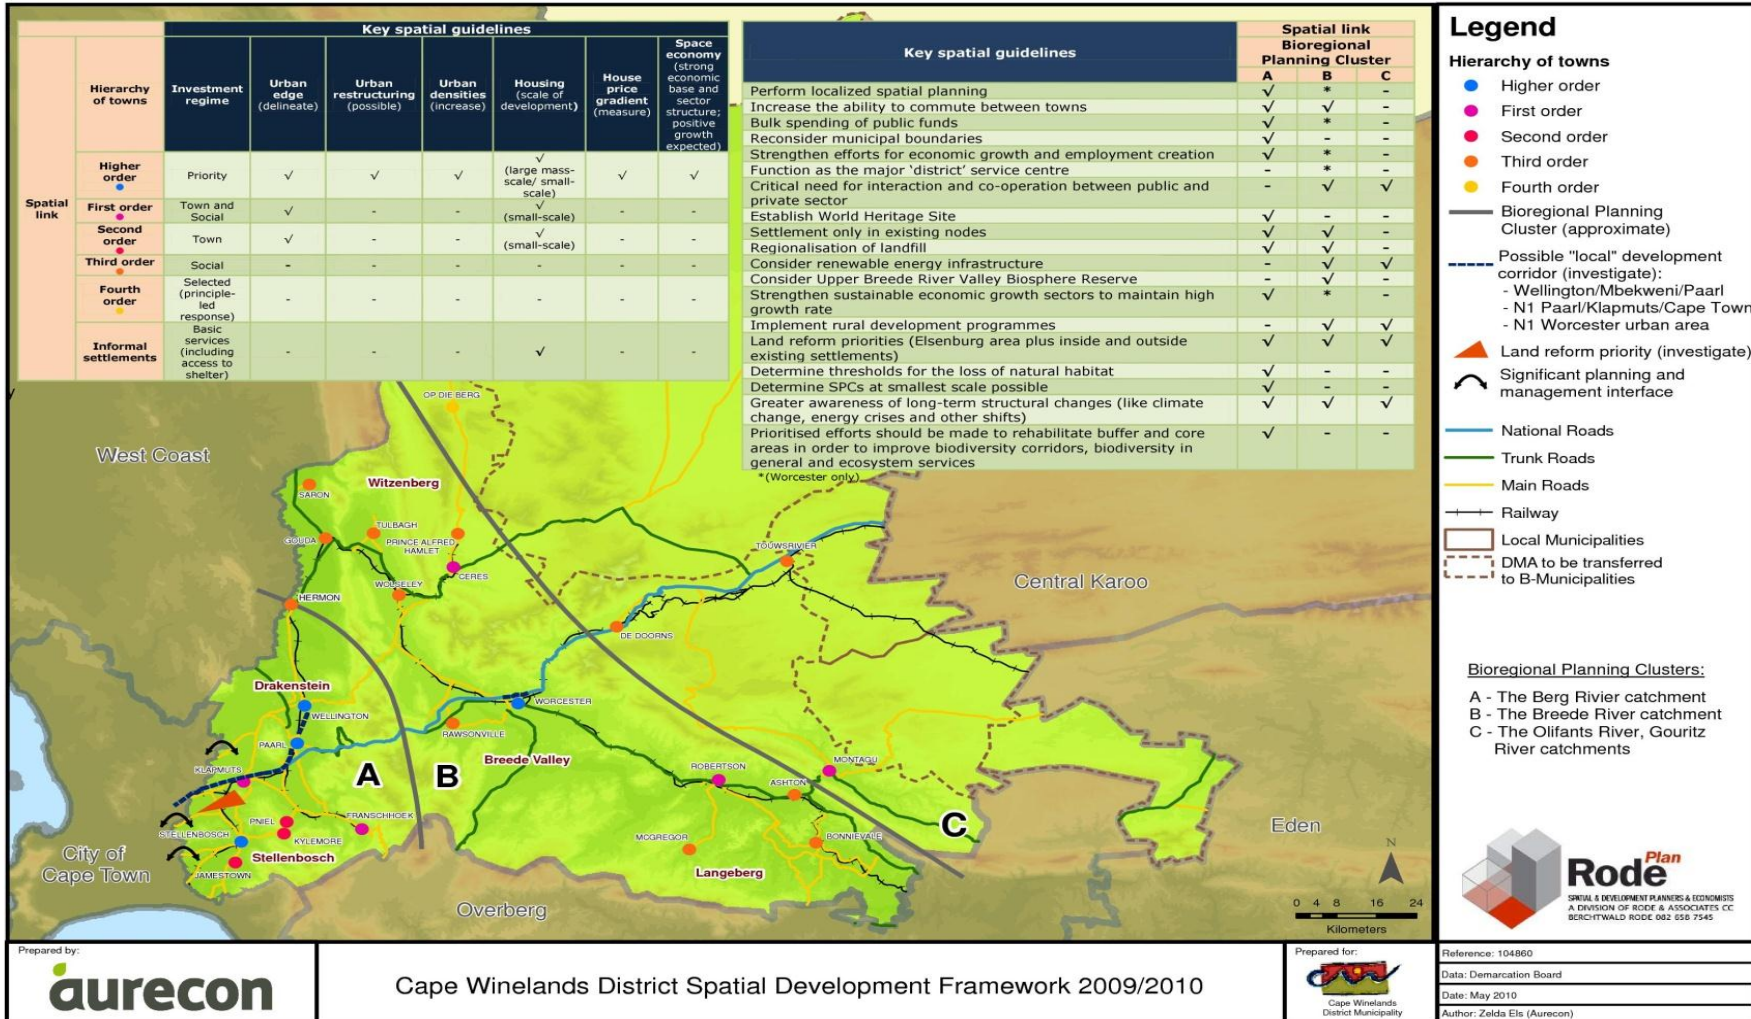 Key spatial guidelines
Spatial link
Hierarchy of towns
Investment regime
Urban edge (delineate)
Urban restructuring (possible)
Urban densities (increase)
Housing (scale of development)
House price gradient (measure)
Space economy (strong economic base and sector structure; positive growth expected)
Higher order
Priority
√
√
√
√ (large mass-scale/ small-scale)
√
√
First order
Town and Social
√
-
-
√ (small-scale)
-
-
Second order
Town
√
-
-
√ (small-scale)
-
-
Third order
Social
-
-
-
-
-
-
Fourth order
Selected (principle-led response)
-
-
-
-
-
-
Informal settlements
Basic services (including access to shelter)
-
-
-
√
-
-
Key spatial guidelines
Spatial link
Bioregional Planning Cluster
A B C
Perform localized spatial planning √ * -
Increase the ability to commute between towns √ √ -
Bulk spending of public funds √ * -
Reconsider municipal boundaries √ - -
Strengthen efforts for economic growth and employment creation √ * -
Function as the major 'district' service centre - * -
Critical need for interaction and co-operation between public and private sector - √ √
Establish World Heritage Site √ - -
Settlement only in existing nodes √ √ -
Regionalisation of landfill √ √ -
Consider renewable energy infrastructure - √ √
Consider Upper Breede River Valley Biosphere Reserve - √ -
Strengthen sustainable economic growth sectors to maintain high growth rate √ * -
Implement rural development programmes - √ √
Land reform priorities (Elsenburg area plus inside and outside existing settlements) √ √ √
Determine thresholds for the loss of natural habitat √ - -
Determine SPCs at smallest scale possible √ - -
Greater awareness of long-term structural changes (like climate change, energy crises and other shifts) √ √ √
Prioritised efforts should be made to rehabilitate buffer and core areas in order to improve biodiversity corridors, biodiversity in general and ecosystem services √ - -
*(Worcester only)
OP DIE BERG
West Coast
Witzenberg
SARON
TULBAGH
GOUDA
PRINCE ALFRED HAMLET
CERES
WOLSELEY
HERMON
TOUWSRIVIER
Central Karoo
DE DOORNS
Drakenstein
WELLINGTON
WORCESTER
RAWSONVILLE
PAARL
Breede Valley
KLAPMUTS
A
B
ROBERTSON
MONTAGU
ASHTON
PNIEL
FRANSCHHOEK
STELLENBOSCH
KYLEMORE
MCGREGOR
BONNIEVALE
C
Eden
City of Cape Town
Stellenbosch
JAMESTOWN
Langeberg
Overberg
N
0 4 8 16 24
Kilometers
Legend
Hierarchy of towns
Higher order
First order
Second order
Third order
Fourth order
Bioregional Planning
Cluster (approximate)
Possible "local" development
corridor (investigate):
- Wellington/Mbekweni/Paarl
- N1 Paarl/Klapmuts/Cape Town
- N1 Worcester urban area
Land reform priority (investigate)
Significant planning and
management interface
National Roads
Trunk Roads
Main Roads
Railway
Local Municipalities
DMA to be transferred
to B-Municipalities
Bioregional Planning Clusters:
A - The Berg Rivier catchment
B - The Breede River catchment
C - The Olifants River, Gouritz
River catchments
Rode Plan
SPATIAL & DEVELOPMENT PLANNERS & ECONOMISTS
A DIVISION OF RODE & ASSOCIATES CC
BERCHTWALD RODE 082 658 7545
Prepared by:
aurecon
Cape Winelands District Spatial Development Framework 2009/2010
Prepared for:
Cape Winelands
District Municipality
Reference: 104860
Data: Demarcation Board
Date: May 2010
Author: Zelda Els (Aurecon)